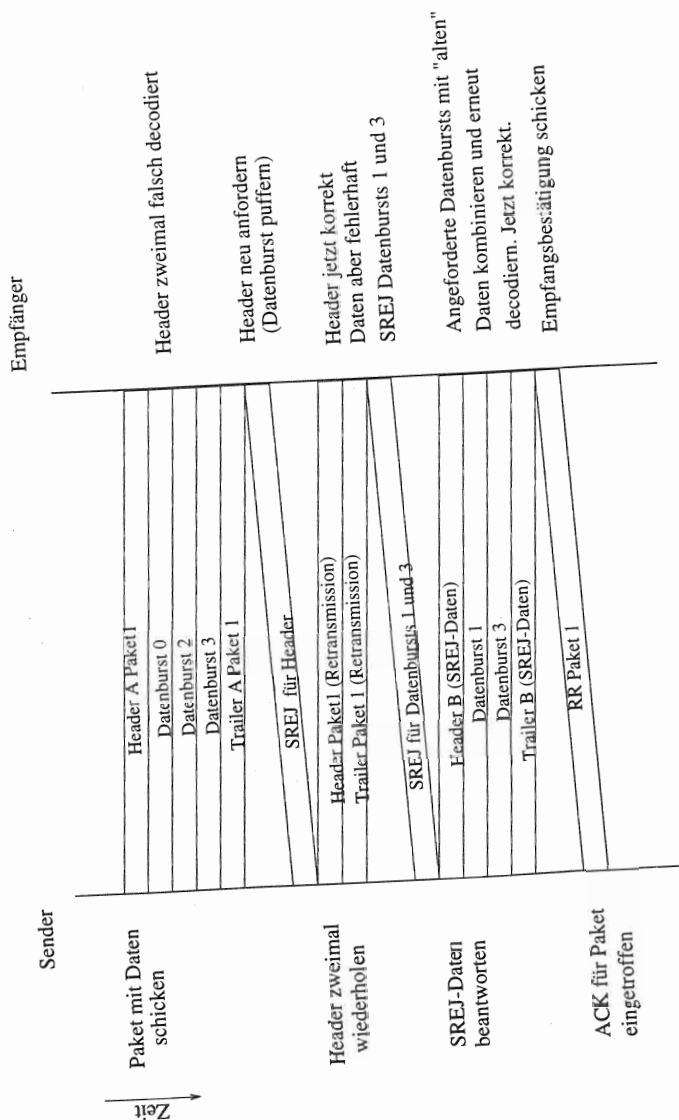 Sender
Empfänger
Zeit
Paket mit Daten
schicken
Header A Paket1
Datenburst 0
Datenburst 2
Datenburst 3
Trailer A Paket 1
Header zweimal falsch decodiert
SREJ für Header
Header neu anfordern
(Datenburst puffern)
Header zweimal
wiederholen
Header Paket1 (Retransmission)
Trailer Paket 1 (Retransmission)
Header jetzt korrekt
Daten aber fehlerhaft
SREJ Datenbursts 1 und 3
SREJ für Datenbursts 1 und 3
SREJ-Daten
beantworten
Header B (SREJ-Daten)
Datenburst 1
Datenburst 3
Trailer B (SREJ-Daten)
Angeforderte Datenbursts mit "alten"
Daten kombinieren und erneut
decodiern. Jetzt korrekt.
Empfangsbestätigung schicken
RR Paket 1
ACK für Paket
eingetroffen